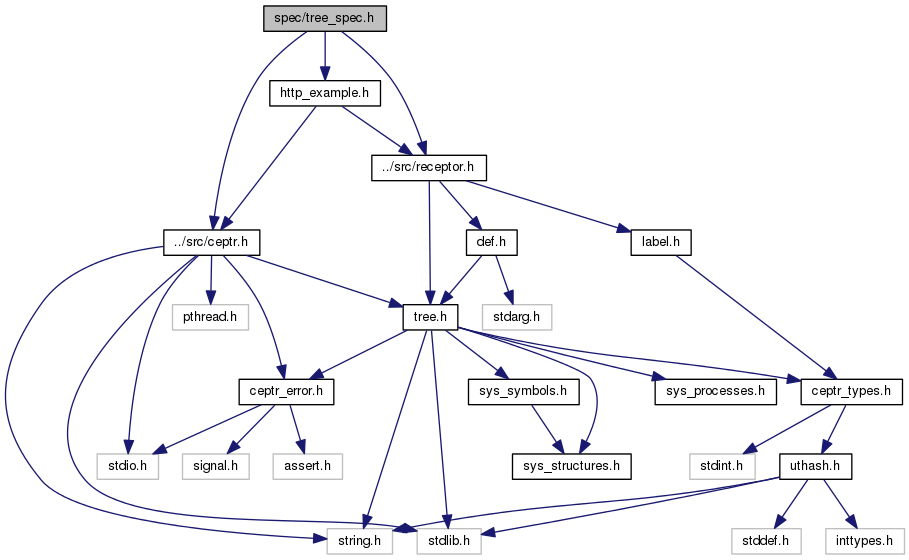 spec/tree_spec.h
http_example.h
../src/receptor.h
../src/ceptr.h
def.h
label.h
pthread.h
tree.h
stdarg.h
ceptr_error.h
sys_symbols.h
sys_processes.h
ceptr_types.h
stdio.h
signal.h
assert.h
sys_structures.h
stdint.h
uthash.h
string.h
stdlib.h
stddef.h
inttypes.h